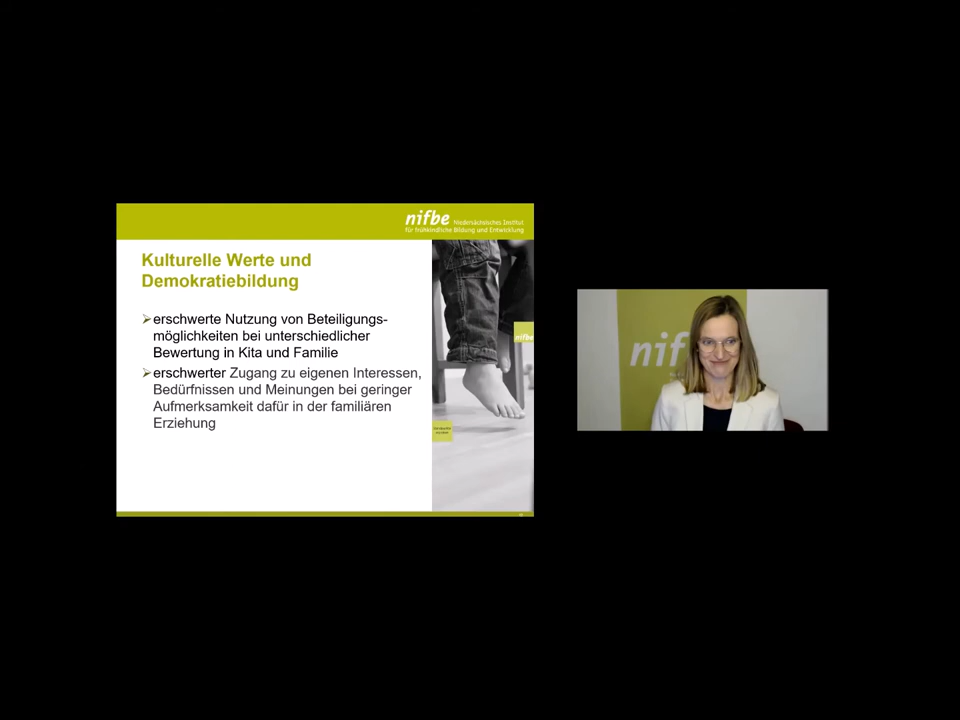 nifbe Niedersächsisches Institut
für frühkindliche Bildung und Entwicklung
Kulturelle Werte und
Demokratiebildung
➢erschwerte Nutzung von Beteiligungs-
möglichkeiten bei unterschiedlicher
Bewertung in Kita und Familie
➢erschwerter Zugang zu eigenen Interessen,
Bedürfnissen und Meinungen bei geringer
Aufmerksamkeit dafür in der familiären
Erziehung
nifbe
nif